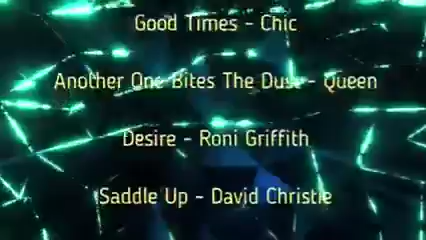 Good Times - Chic
Another One Bites The Dust - Queen
Desire - Roni Griffith
Saddle Up - David Christie